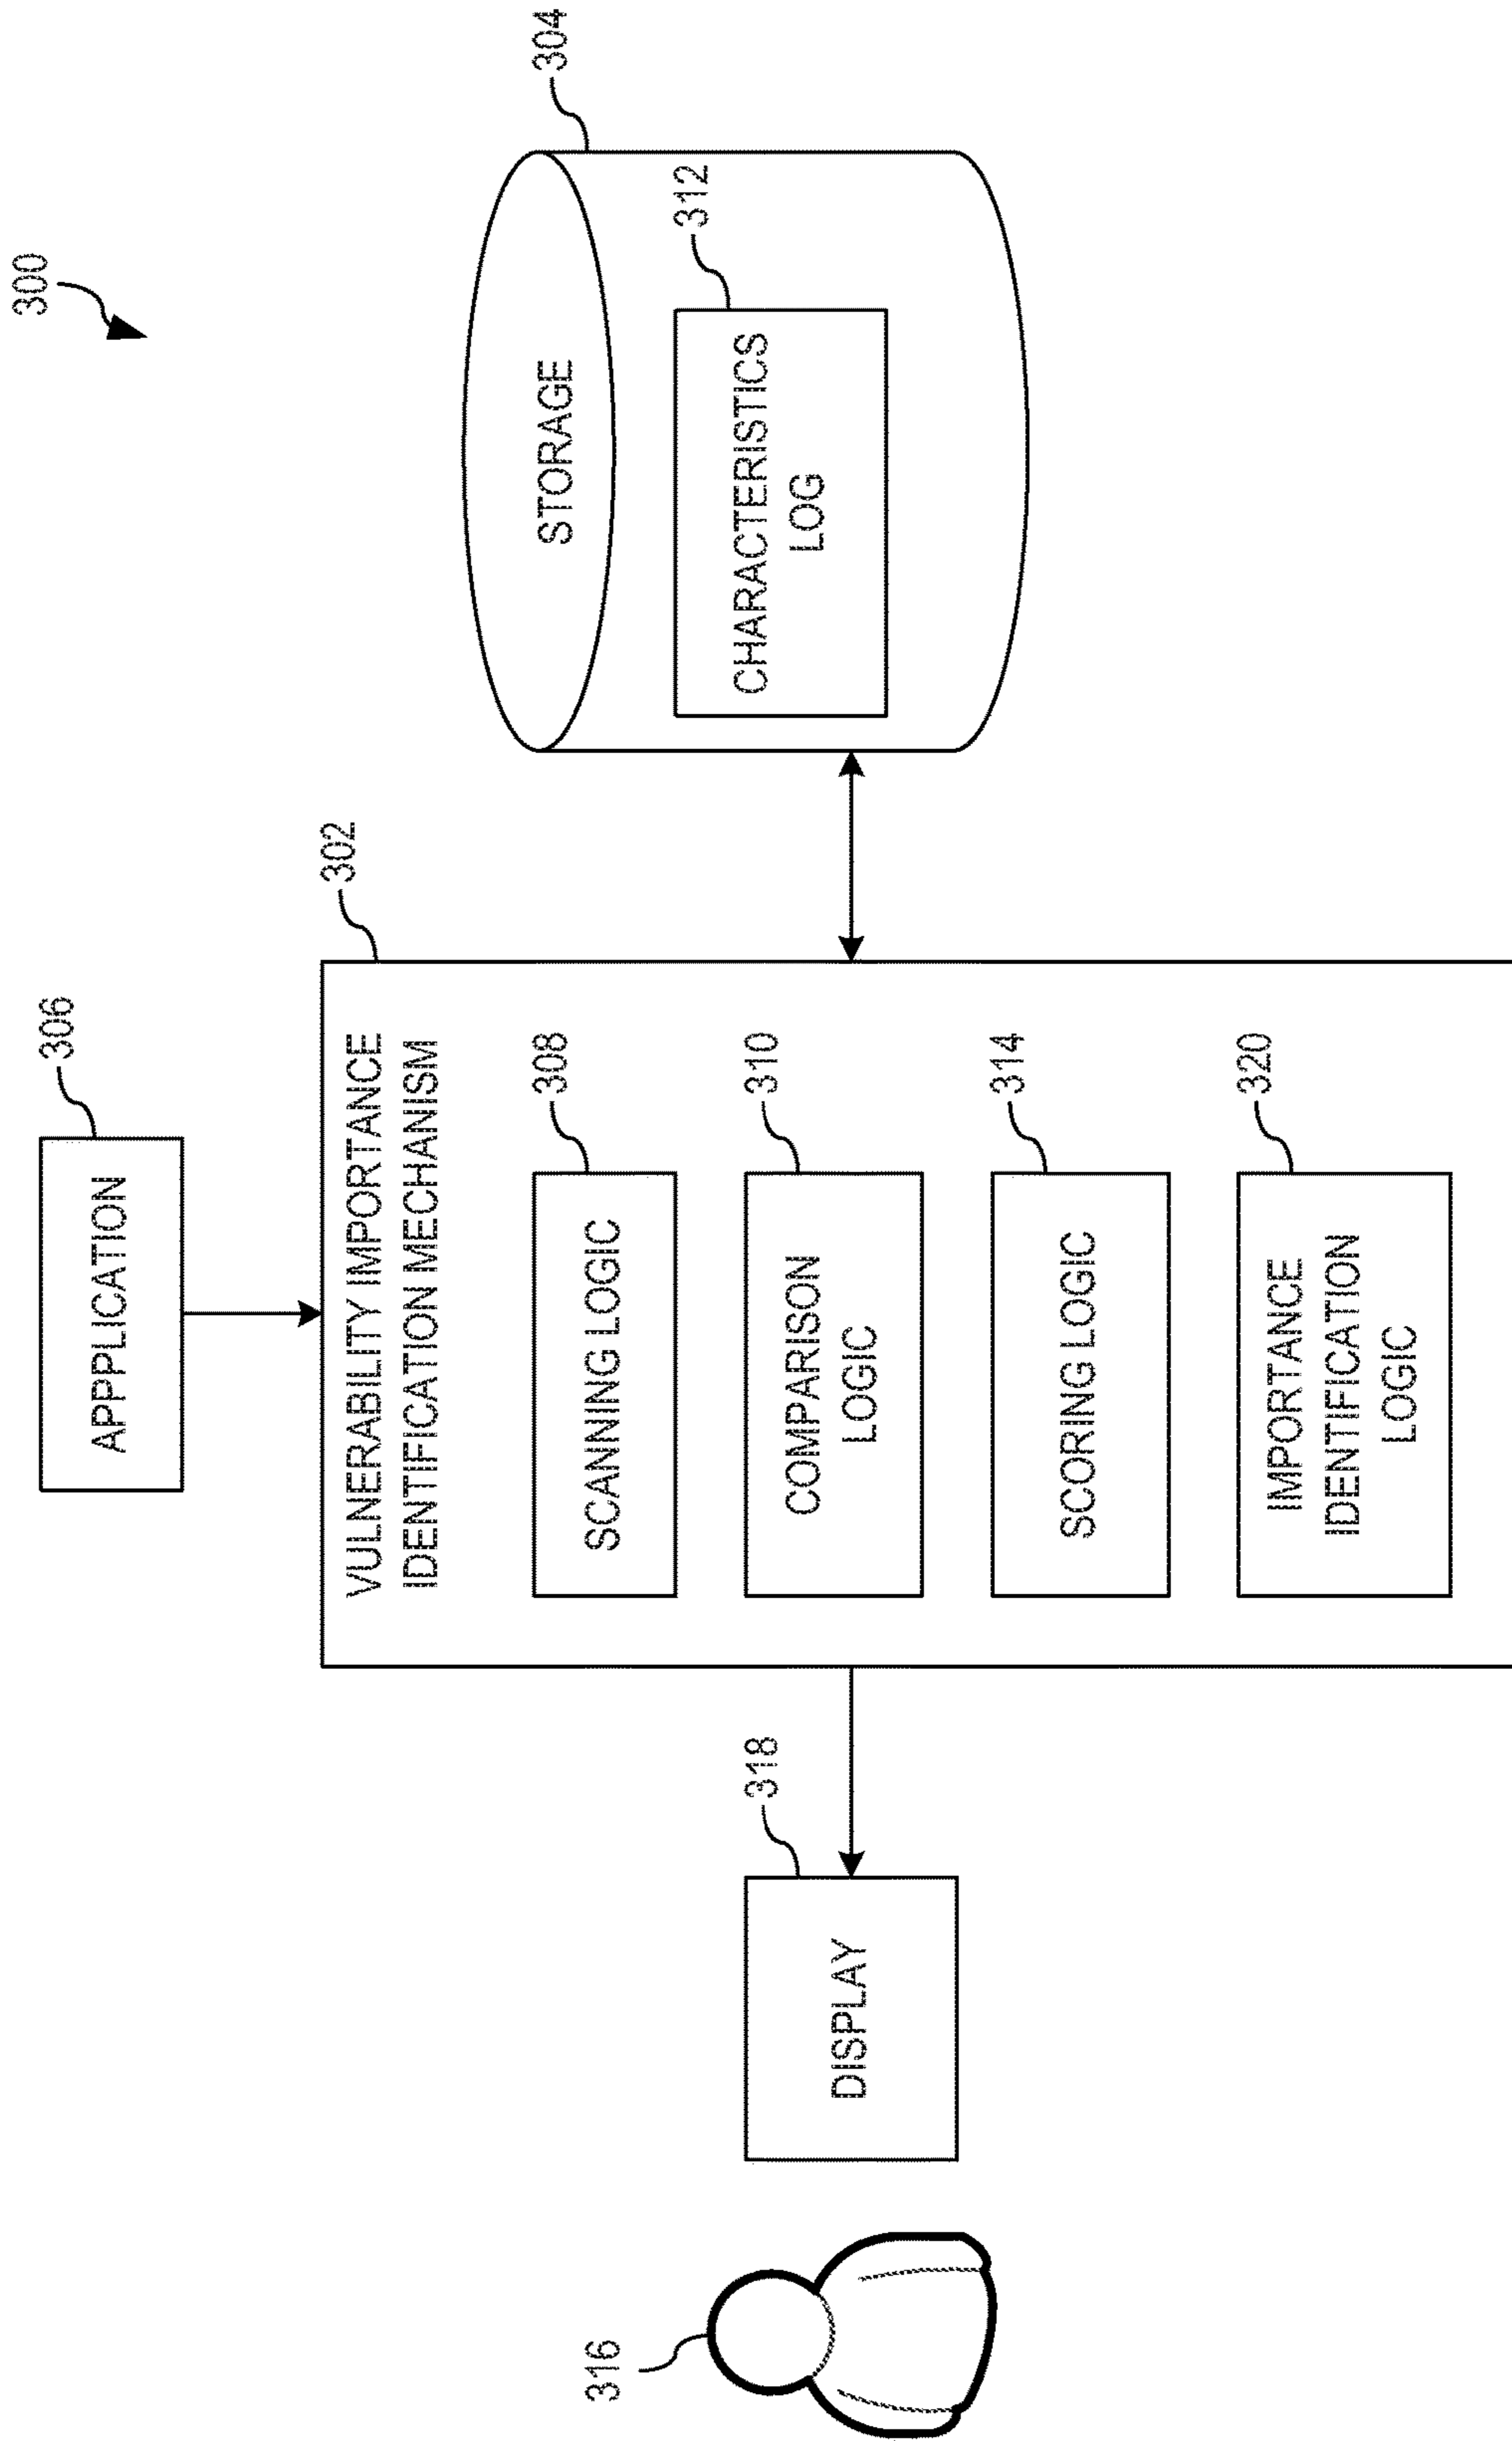 300
306
APPPLICATION
302
VULNERABILITY IMPORTANCE
IDENTIFICATION MECHANISM
308
SCANNING LOGIC
310
COMPARISON
LOGIC
314
SCORING LOGIC
320
IMPORTANCE
IDENTIFICATION
LOGIC
304
STORAGE
312
CHARACTERISTICS
LOG
318
DISPLAY
316